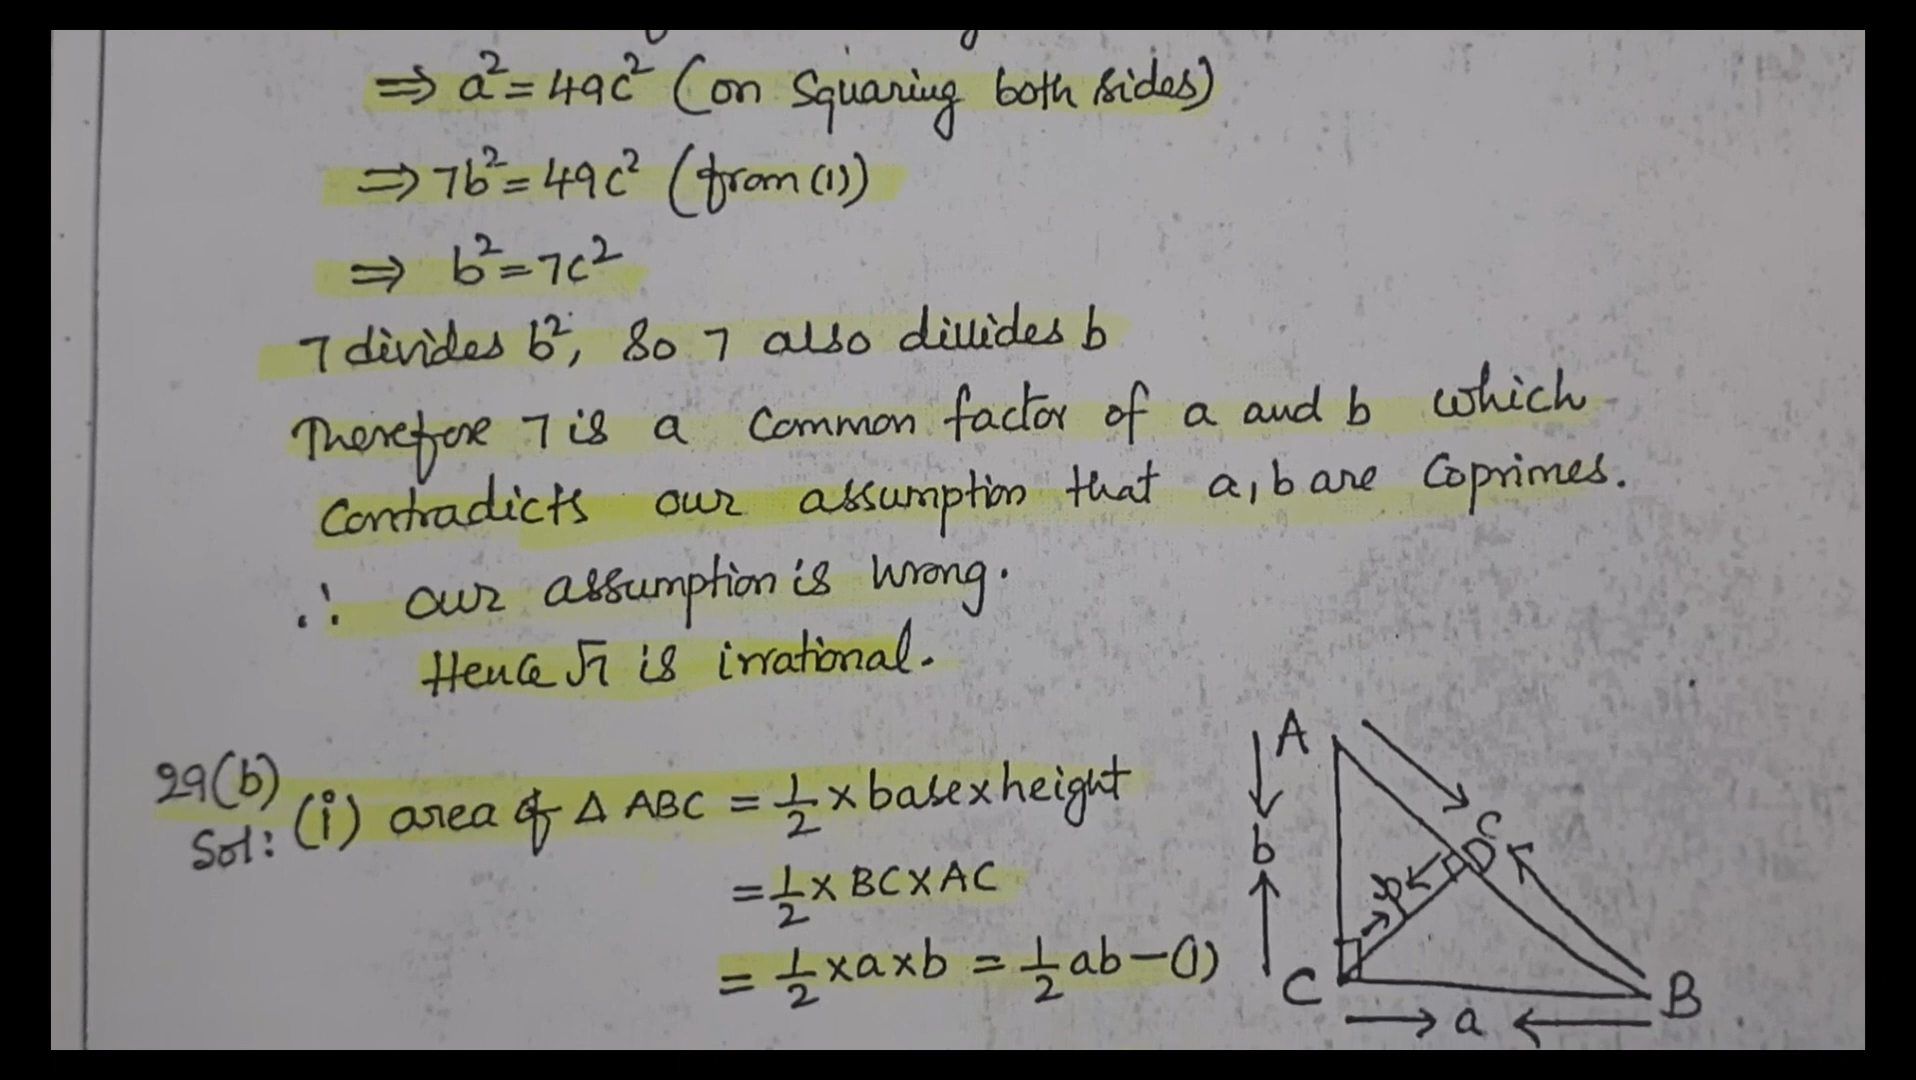 ⇒ a² = 49c² (on squaring both sides)
⇒ 7b² = 49c² (from (1))
⇒ b² = 7c²
7 divides b², so 7 also divides b
Therefore 7 is a common factor of a and b which
contradicts our assumption that a, b are coprimes.
∴ our assumption is wrong.
Hence √7 is irrational.
29(b)
Sol: (i) area of Δ ABC = 1/2 × base × height
= 1/2 × BC × AC
= 1/2 × a × b = 1/2 ab – (1)
A
c
D
b
p
C
B
a